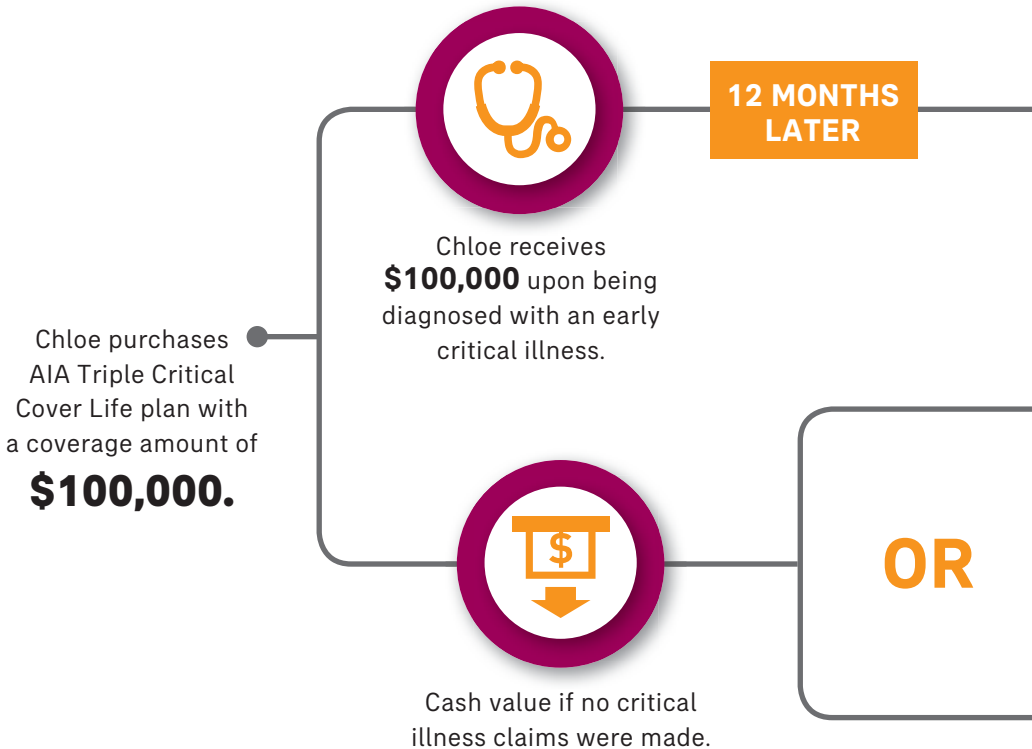 Chloe purchases
AIA Triple Critical
Cover Life plan with
a coverage amount of
$100,000.
Chloe receives
$100,000 upon being
diagnosed with an early
critical illness.
12 MONTHS
LATER
$
Cash value if no critical
illness claims were made.
OR